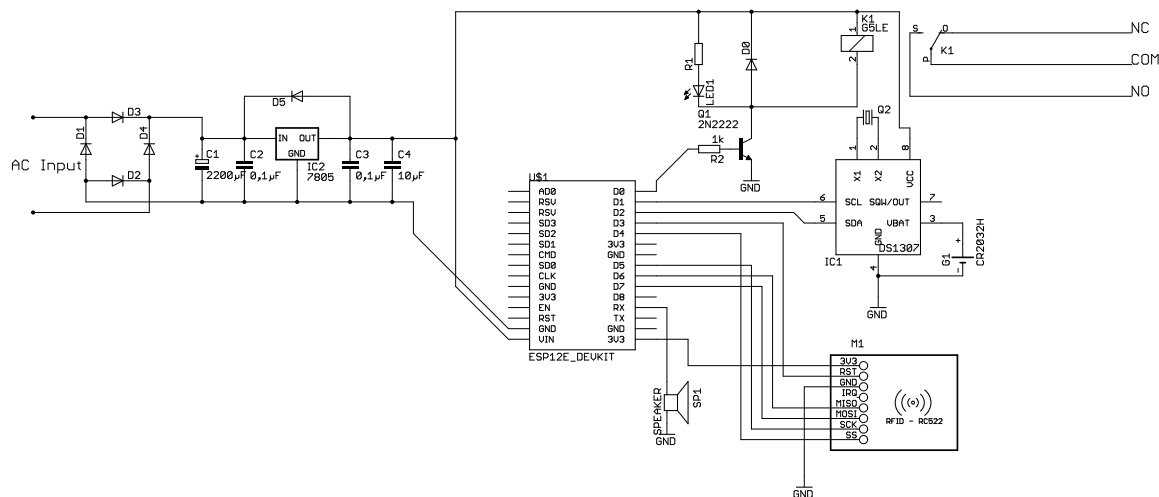 K1
G5LE
1
2
S
O
P
K1
NC
COM
NO
R1
LED1
D0
Q1
2N2222
1k
R2
GND
D5
D3
D1
D4
D2
AC Input
IN OUT
GND
IC2
7805
+
C1
2200µF
C2
0,1µF
C3
0,1µF
C4
10µF
Q2
1
2
8
X1
X2
VCC
6
SCL
SQW/OUT
7
5
SDA
VBAT
3
GND
DS1307
IC1
4
GND
+
-
G1
CR2032H
U$1
AD0
RSV
RSV
SD3
SD2
SD1
CMD
SD0
CLK
GND
3V3
EN
RST
GND
VIN
D0
D1
D2
D3
D4
3V3
GND
D5
D6
D7
D8
RX
TX
GND
3V3
ESP12E_DEVKIT
SPEAKER
SP1
GND
M1
3V3
RST
GND
IRQ
MISO
MOSI
SCK
SS
RFID - RC522
GND